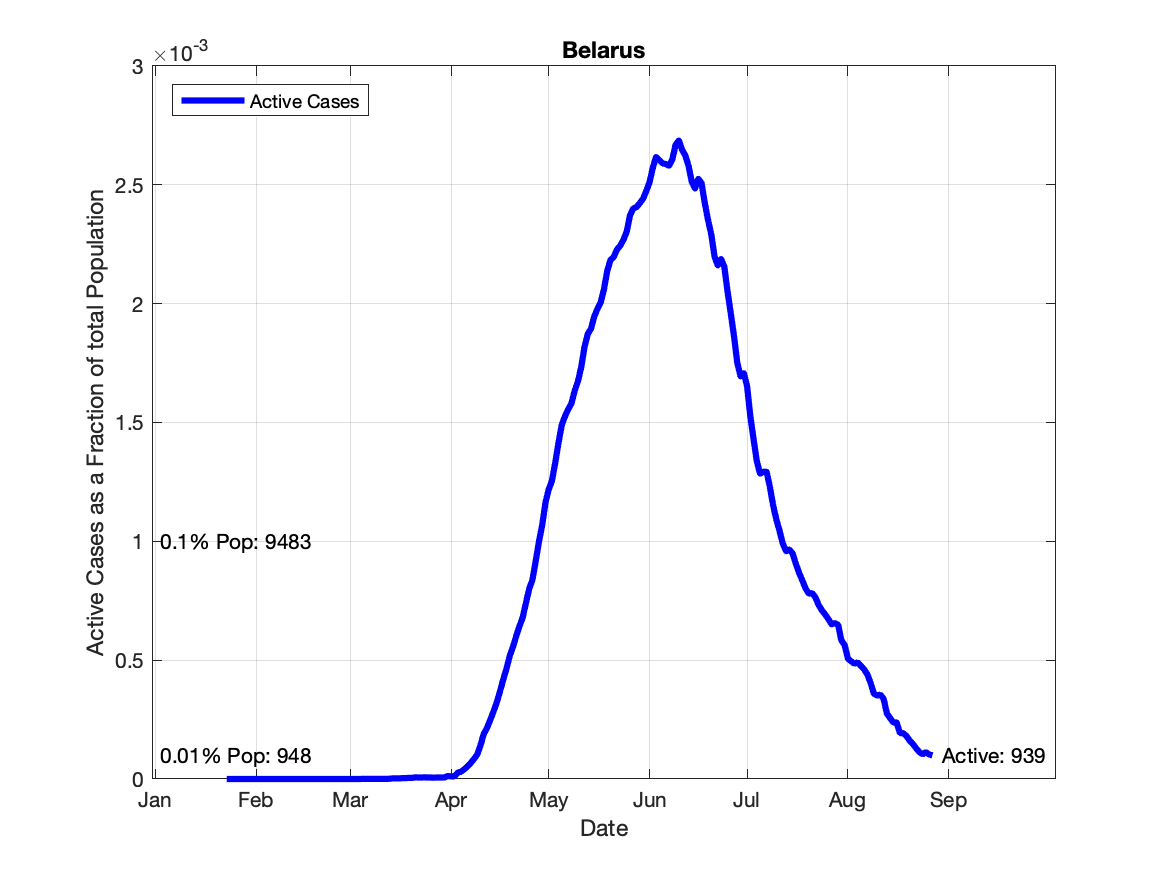 Belarus
×10-3
Active Cases
3
2.5
2
1.5
1
0.5
0
Active Cases as a Fraction of total Population
0.1% Pop: 9483
0.01% Pop: 948
Active: 939
Jan Feb Mar Apr May Jun Jul Aug Sep
Date